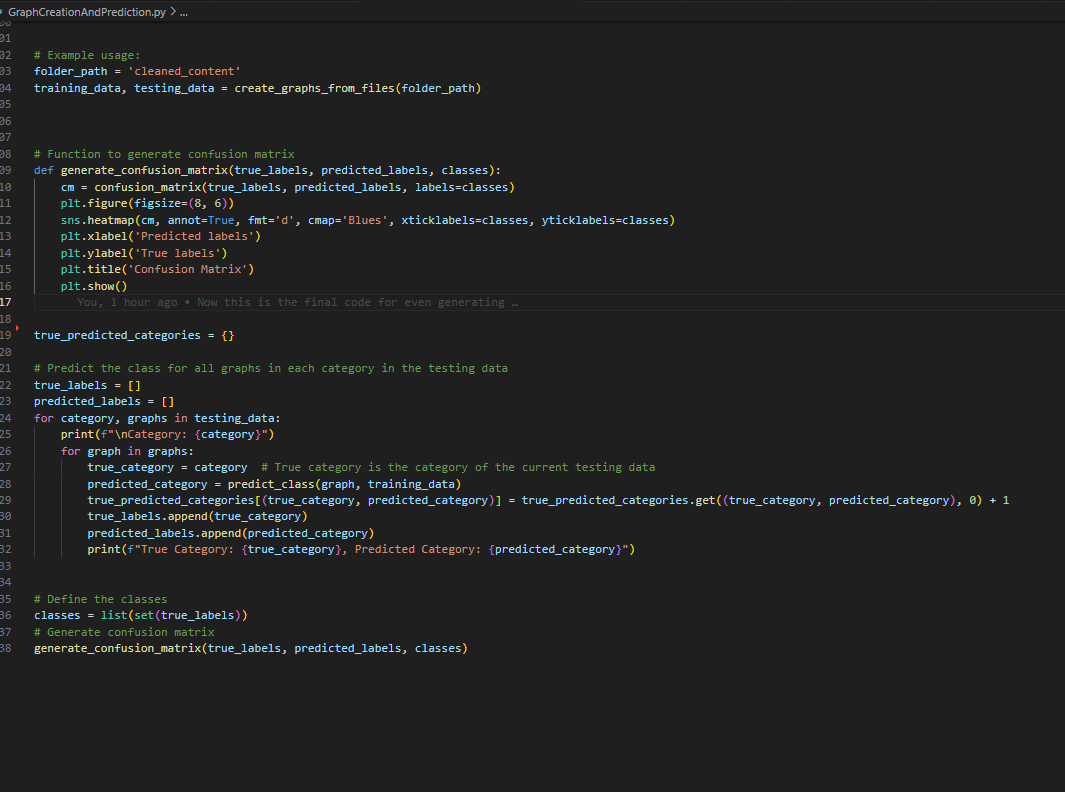 GraphCreationAndPrediction.py > ...
00
01
02 # Example usage:
03 folder_path = 'cleaned_content'
04 training_data, testing_data = create_graphs_from_files(folder_path)
05
06
07
08 # Function to generate confusion matrix
09 def generate_confusion_matrix(true_labels, predicted_labels, classes):
10     cm = confusion_matrix(true_labels, predicted_labels, labels=classes)
11     plt.figure(figsize=(8, 6))
12     sns.heatmap(cm, annot=True, fmt='d', cmap='Blues', xticklabels=classes, yticklabels=classes)
13     plt.xlabel('Predicted labels')
14     plt.ylabel('True labels')
15     plt.title('Confusion Matrix')
16     plt.show()
17     You, 1 hour ago • Now this is the final code for even generating …
18
19 true_predicted_categories = {}
20
21 # Predict the class for all graphs in each category in the testing data
22 true_labels = []
23 predicted_labels = []
24 for category, graphs in testing_data:
25     print(f"\nCategory: {category}")
26     for graph in graphs:
27         true_category = category  # True category is the category of the current testing data
28         predicted_category = predict_class(graph, training_data)
29         true_predicted_categories[(true_category, predicted_category)] = true_predicted_categories.get((true_category, predicted_category), 0) + 1
30         true_labels.append(true_category)
31         predicted_labels.append(predicted_category)
32         print(f"True Category: {true_category}, Predicted Category: {predicted_category}")
33
34
35 # Define the classes
36 classes = list(set(true_labels))
37 # Generate confusion matrix
38 generate_confusion_matrix(true_labels, predicted_labels, classes)